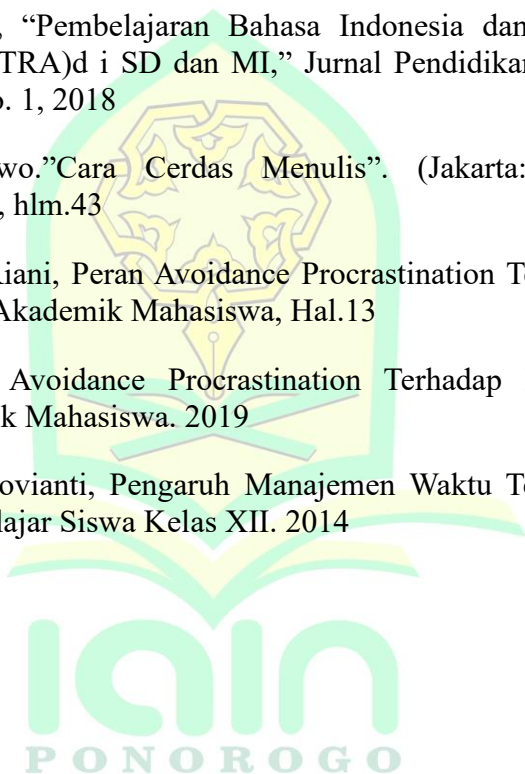 , “Pembelajaran Bahasa Indonesia dan
TRA)d i SD dan MI,” Jurnal Pendidikan
o. 1, 2018
wo.”Cara Cerdas Menulis”. (Jakarta:
, hlm.43
iani, Peran Avoidance Procrastination Te
Akademik Mahasiswa, Hal.13
Avoidance Procrastination Terhadap
k Mahasiswa. 2019
ovianti, Pengaruh Manajemen Waktu Te
lajar Siswa Kelas XII. 2014
iain
PONOROGO